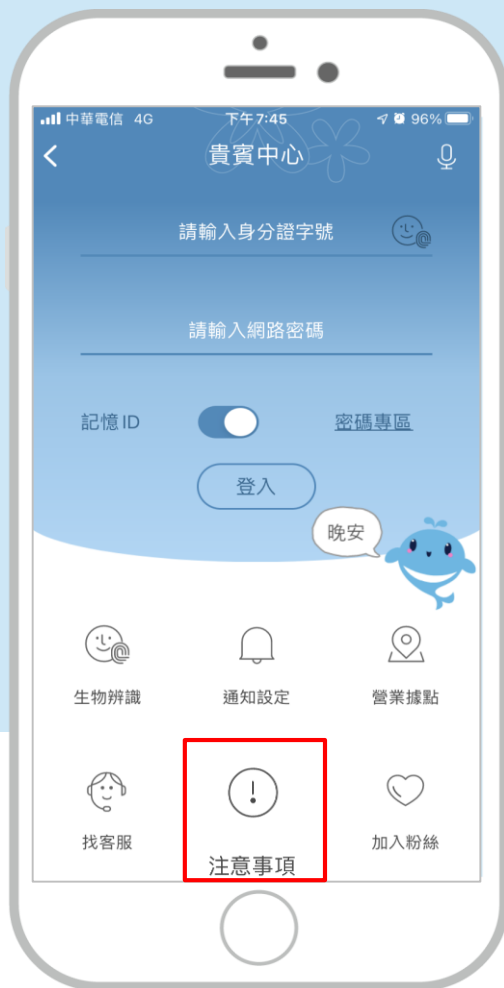 中華電信 4G 下午7:45 96%
貴賓中心
請輸入身分證字號
請輸入網路密碼
記憶ID 密碼專區
登入
晚安
生物辨識 通知設定 營業據點
找客服 注意事項 加入粉絲